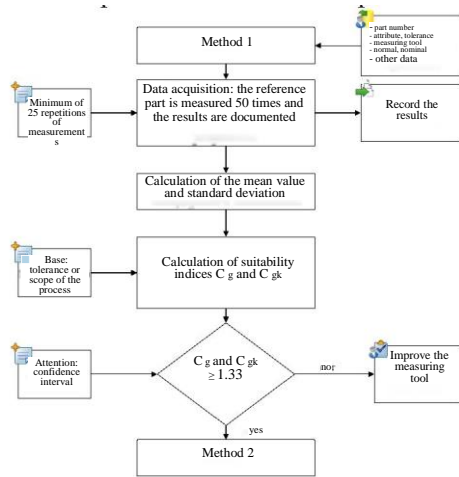 Method 1
- part number
- attribute, tolerance
- measuring tool
- normal, nominal
- other data
Minimum of
25 repetitions
of
measurement
s
Data acquisition: the reference
part is measured 50 times and
the results are documented
Record the
results
Calculation of the mean value
and standard deviation
Base:
tolerance or
scope of the
process
Calculation of suitability
indices C g and C gk
Attention:
confidence
interval
C g and C gk
≥ 1.33
nor
Improve the
measuring
tool
yes
Method 2